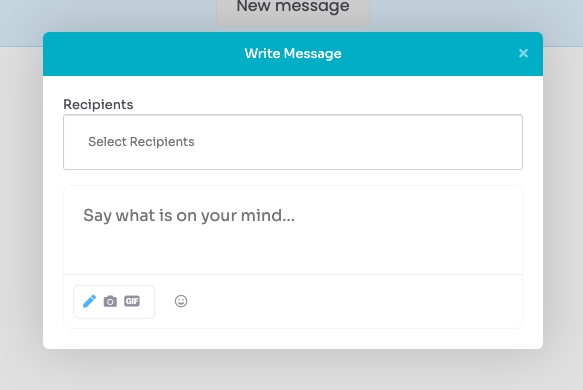 New message
Write Message
×
Recipients
Select Recipients
Say what is on your mind...
GIF